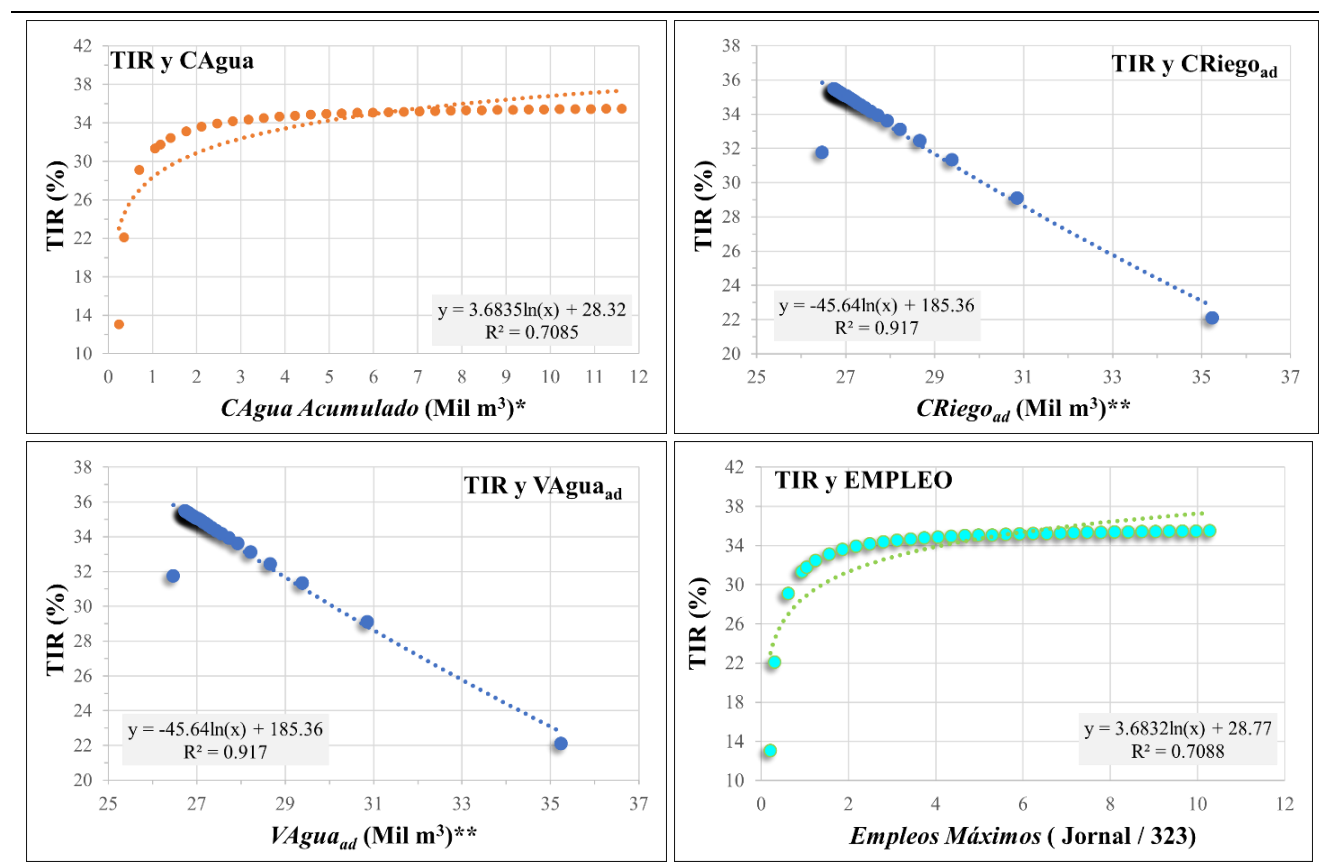 TIR y CAgua
TIR (%)
42
38
34
30
26
22
18
14
10
y = 3.6835ln(x) + 28.32
R² = 0.7085
0 1 2 3 4 5 6 7 8 9 10 11 12
CAgua Acumulado (Mil m³)*
TIR y CRiego_ad
TIR (%)
38
36
34
32
30
28
26
24
22
20
y = -45.64ln(x) + 185.36
R² = 0.917
25 27 29 31 33 35 37
CRiego_ad (Mil m³)**
TIR y VAgua_ad
TIR (%)
38
36
34
32
30
28
26
24
22
20
y = -45.64ln(x) + 185.36
R² = 0.917
25 27 29 31 33 35 37
VAgua_ad (Mil m³)**
TIR y EMPLEO
TIR (%)
42
38
34
30
26
22
18
14
10
y = 3.6832ln(x) + 28.77
R² = 0.7088
0 2 4 6 8 10 12
Empleos Máximos ( Jornal / 323)